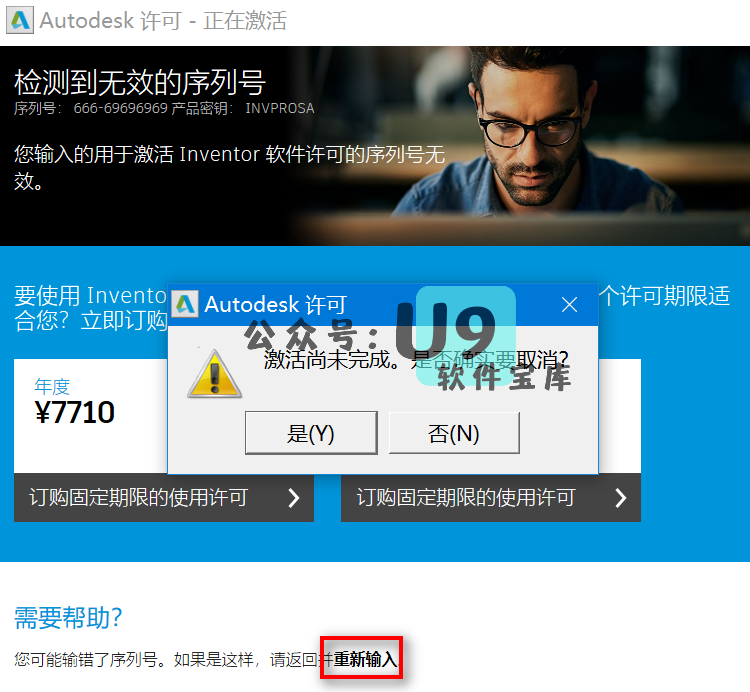 Autodesk 许可 - 正在激活
检测到无效的序列号
序列号： 666-69696969 产品密钥： INVPROSA
您输入的用于激活 Inventor 软件许可的序列号无
效。
要使用 Invento
个许可期限适
合您？立即订购
Autodesk 许可
公众号：U9
软件宝库
激活尚未完成。是否确实要取消?
是(Y)
否(N)
年度
¥7710
订购固定期限的使用许可
订购固定期限的使用许可
需要帮助?
您可能输错了序列号。如果是这样，请返回并重新输入